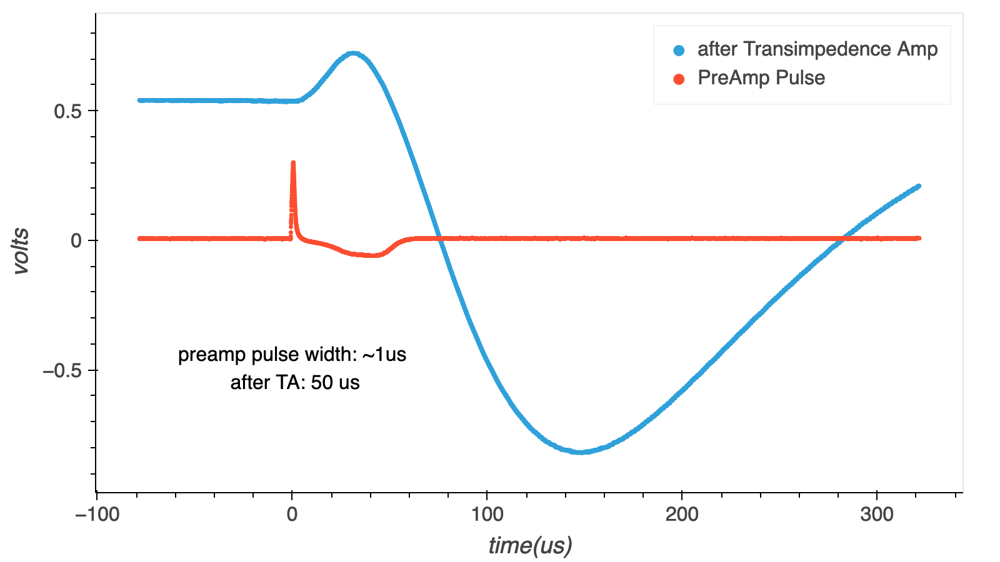 after Transimpedence Amp
PreAmp Pulse
0.5
0
−0.5
volts
preamp pulse width: ~1us
after TA: 50 us
−100
0
100
200
300
time(us)